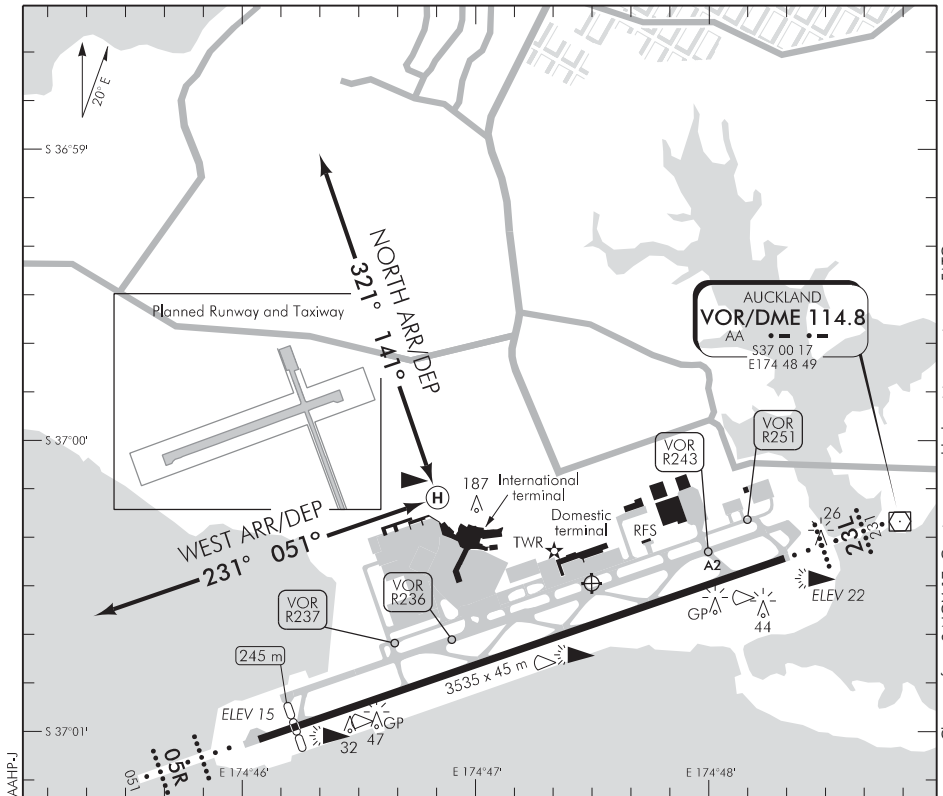 20° E
S 36°59'
NORTH ARR/DEP
321° 141°
Planned Runway and Taxiway
AUCKLAND
VOR/DME 114.8
AA
S37 00 17
E174 48 49
S 37°00'
VOR
R243
VOR
R251
187
International
terminal
H
WEST ARR/DEP
231° 051°
Domestic
terminal
TWR
RFS
26
23L
231
A2
ELEV 22
VOR
R237
VOR
R236
GP
44
245 m
3535 x 45 m
ELEV 15
32
47
GP
S 37°01'
05R
051
E 174°46'
E 174°47'
E 174°48'
AAHP-J